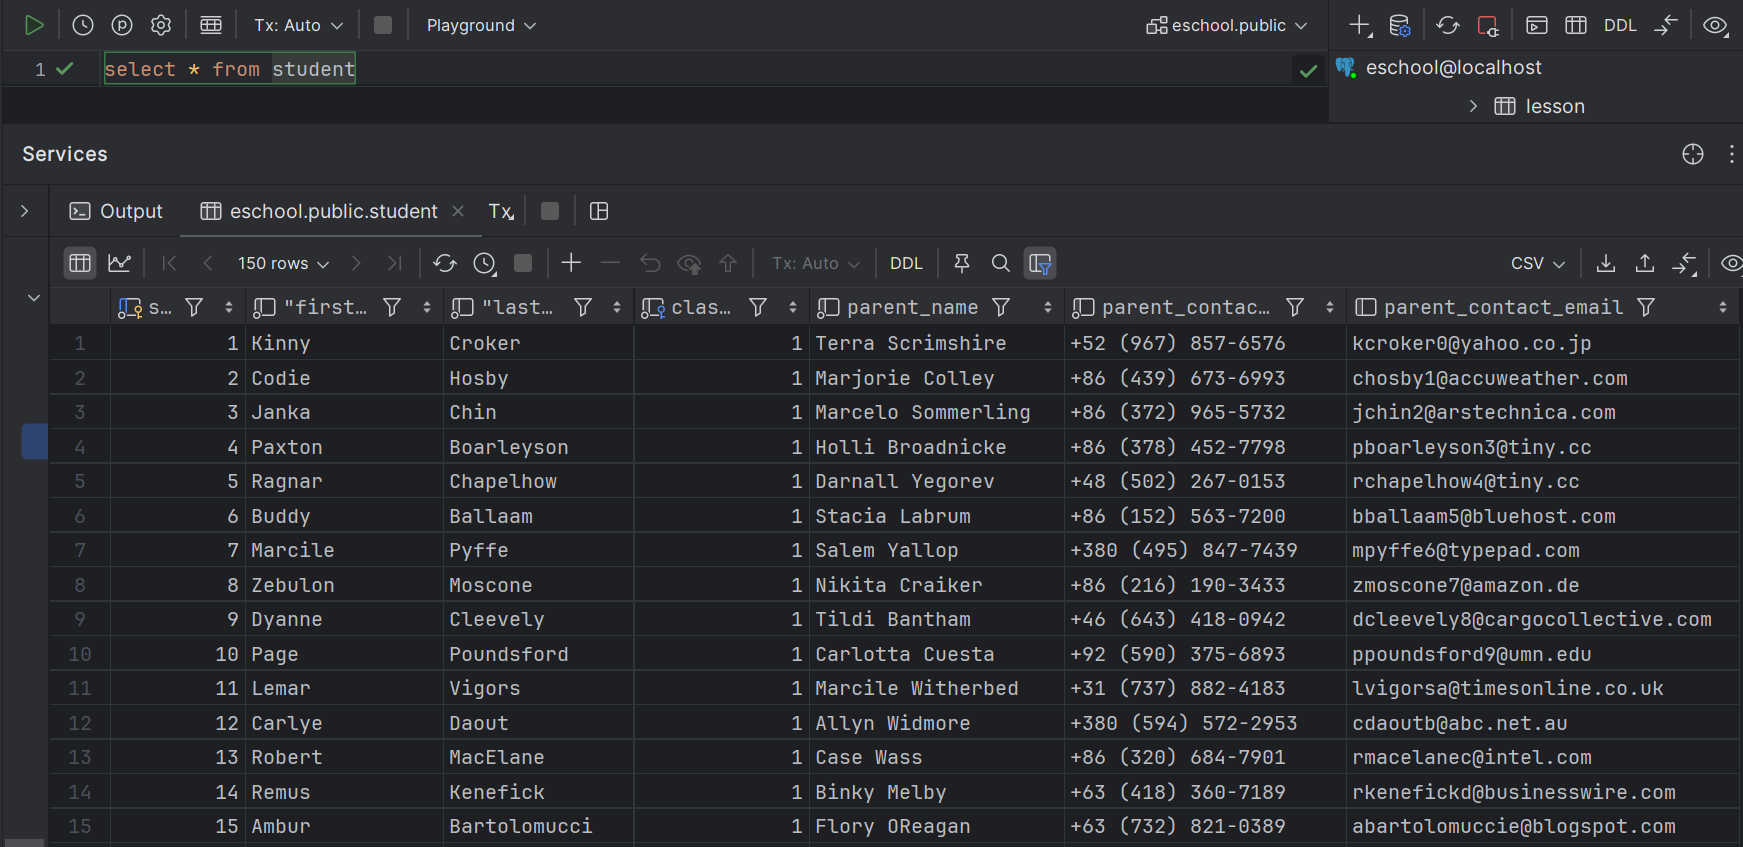 Tx: Auto Playground eschool.public DDL
1 select * from student eschool@localhost
lesson
Services
Output eschool.public.student Tx
150 rows Tx: Auto DDL CSV
s... "first... "last... clas... parent_name parent_contac... parent_contact_email
1 1 Kinny Croker 1 Terra Scrimshire +52 (967) 857-6576 kcroker0@yahoo.co.jp
2 2 Codie Hosby 1 Marjorie Colley +86 (439) 673-6993 chosby1@accuweather.com
3 3 Janka Chin 1 Marcelo Sommerling +86 (372) 965-5732 jchin2@arstechnica.com
4 4 Paxton Boarleyson 1 Holli Broadnicke +86 (378) 452-7798 pboarleyson3@tiny.cc
5 5 Ragnar Chapelhow 1 Darnall Yegorev +48 (502) 267-0153 rchapelhow4@tiny.cc
6 6 Buddy Ballaam 1 Stacia Labrum +86 (152) 563-7200 bballaam5@bluehost.com
7 7 Marcile Pyffe 1 Salem Yallop +380 (495) 847-7439 mpyffe6@typepad.com
8 8 Zebulon Moscone 1 Nikita Craiker +86 (216) 190-3433 zmoscone7@amazon.de
9 9 Dyanne Cleevely 1 Tildi Bantham +46 (643) 418-0942 dcleevely8@cargocollective.com
10 10 Page Poundsford 1 Carlotta Cuesta +92 (590) 375-6893 ppoundsford9@umn.edu
11 11 Lemar Vigors 1 Marcile Witherbed +31 (737) 882-4183 lvigorsa@timesonline.co.uk
12 12 Carlye Daout 1 Allyn Widmore +380 (594) 572-2953 cdaoutb@abc.net.au
13 13 Robert MacElane 1 Case Wass +86 (320) 684-7901 rmacelanec@intel.com
14 14 Remus Kenefick 1 Binky Melby +63 (418) 360-7189 rkenefickd@businesswire.com
15 15 Ambur Bartolomucci 1 Flory OReagan +63 (732) 821-0389 abartolomuccie@blogspot.com